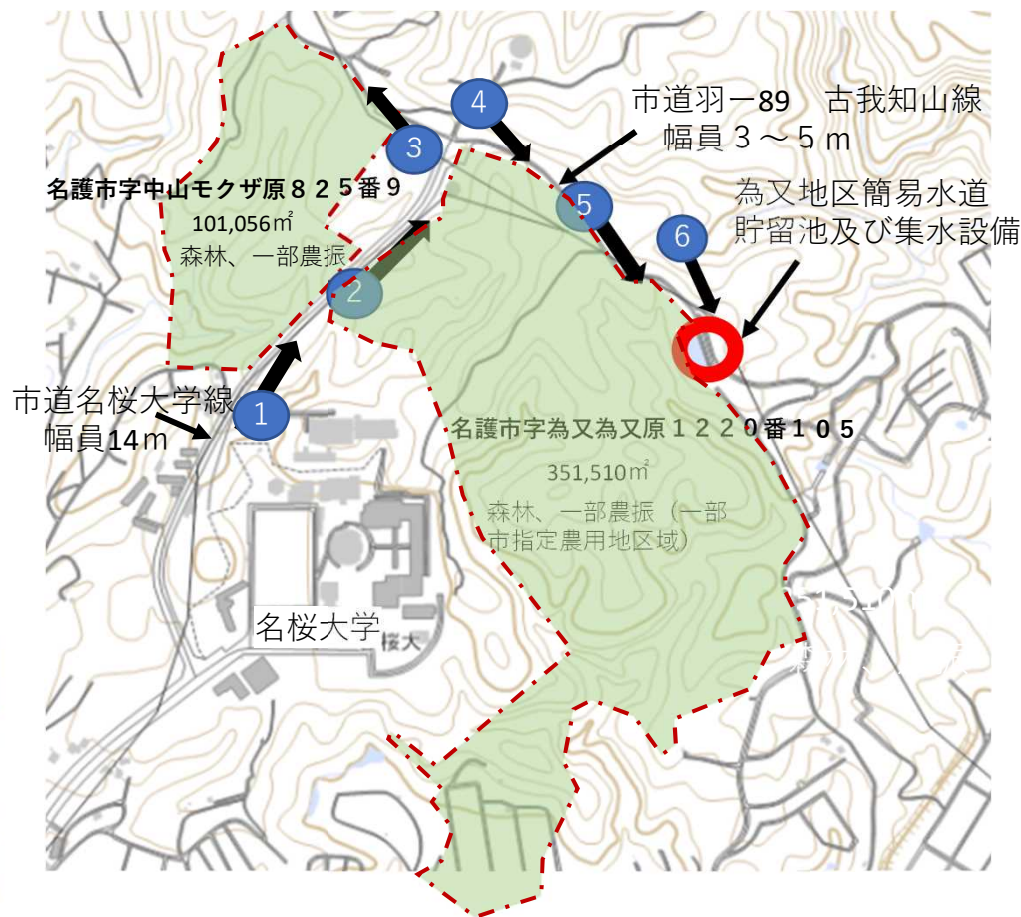 市道羽ー89 古我知山線
幅員3～5m
為又地区簡易水道
貯留池及び集水設備
4
3
5
6
2
1
名護市字中山モクザ原825番9
101,056㎡
森林、一部農振
市道名桜大学線
幅員14m
名護市字為又為又原1220番105
351,510㎡
森林、一部農振（一部
市指定農用地区域）
名桜大学
桜大